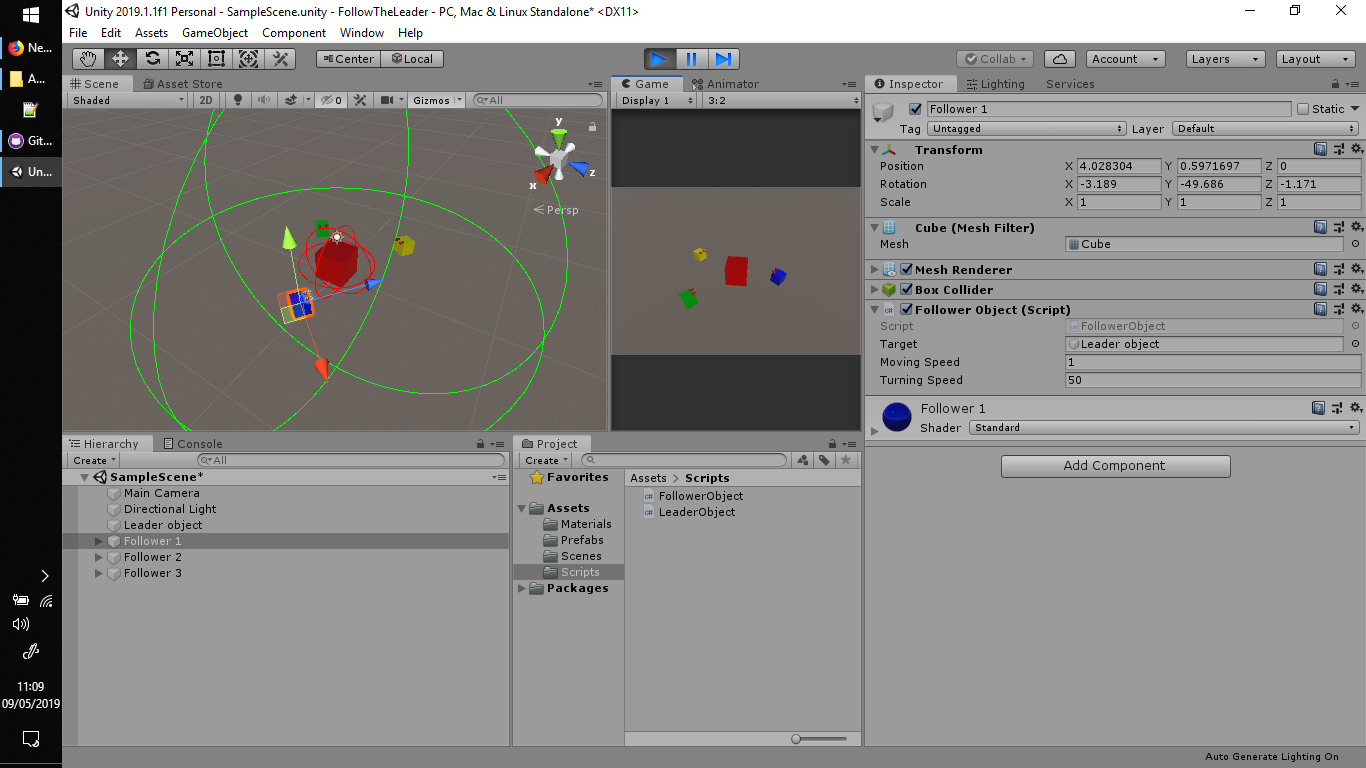 Unity 2019.1.1f1 Personal - SampleScene.unity - FollowTheLeader - PC, Mac & Linux Standalone* <DX11>
File Edit Assets GameObject Component Window Help
Center Local
Collab Account Layers Layout
Scene Asset Store
Shaded 2D 0 Gizmos All
y
x
z
Persp
Game Animator
Display 1 3:2
Inspector Lighting Services
Follower 1 Static
Tag Untagged Layer Default
Transform
Position X 4.028304 Y 0.5971697 Z 0
Rotation X -3.189 Y -49.686 Z -1.171
Scale X 1 Y 1 Z 1
Cube (Mesh Filter)
Mesh Cube
Mesh Renderer
Box Collider
Follower Object (Script)
Script FollowerObject
Target Leader object
Moving Speed 1
Turning Speed 50
Follower 1
Shader Standard
Add Component
Hierarchy Console
Create All
SampleScene*
Main Camera
Directional Light
Leader object
Follower 1
Follower 2
Follower 3
Project
Create
Favorites
Assets
Materials
Prefabs
Scenes
Scripts
Packages
Assets > Scripts
FollowerObject
LeaderObject
Auto Generate Lighting On
Ne...
A...
Git...
Un...
11:09
09/05/2019